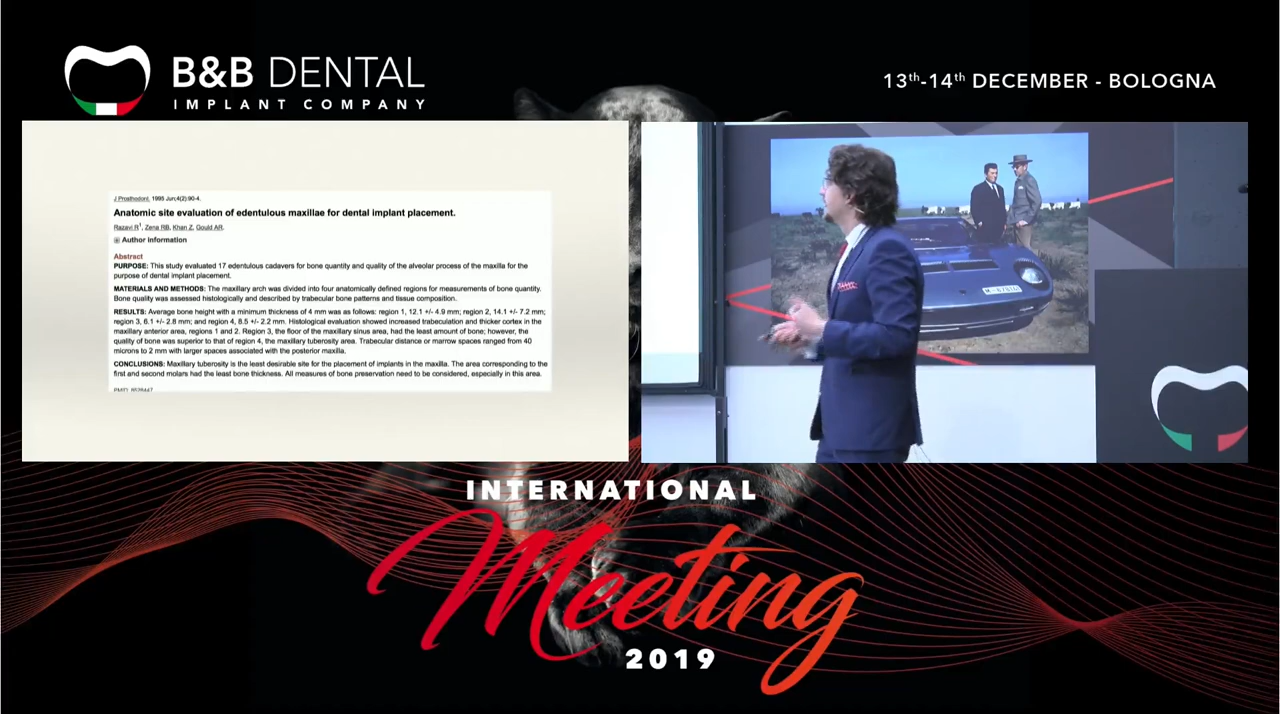 B&B DENTAL
IMPLANT COMPANY
13th-14th DECEMBER - BOLOGNA
J Prosthodont. 1995 Jun;4(2):90-4.
Anatomic site evaluation of edentulous maxillae for dental implant placement.
Razavi R1, Zena RB, Khan Z, Gould AR.
Author information
Abstract
PURPOSE: This study evaluated 17 edentulous cadavers for bone quantity and quality of the alveolar process of the maxilla for the
purpose of dental implant placement.
MATERIALS AND METHODS: The maxillary arch was divided into four anatomically defined regions for measurements of bone quantity.
Bone quality was assessed histologically and described by trabecular bone patterns and tissue composition.
RESULTS: Average bone height with a minimum thickness of 4 mm was as follows: region 1, 12.1 +/- 4.9 mm; region 2, 14.1 +/- 7.2 mm;
region 3, 6.1 +/- 2.8 mm; and region 4, 8.5 +/- 2.2 mm. Histological evaluation showed increased trabeculation and thicker cortex in the
maxillary anterior area, regions 1 and 2. Region 3, the floor of the maxillary sinus area, had the least amount of bone; however, the
quality of bone was superior to that of region 4, the maxillary tuberosity area. Trabecular distance or marrow spaces ranged from 40
microns to 2 mm with larger spaces associated with the posterior maxilla.
CONCLUSIONS: Maxillary tuberosity is the least desirable site for the placement of implants in the maxilla. The area corresponding to the
first and second molars had the least bone thickness. All measures of bone preservation need to be considered, especially in this area.
INTERNATIONAL
Meeting
2019